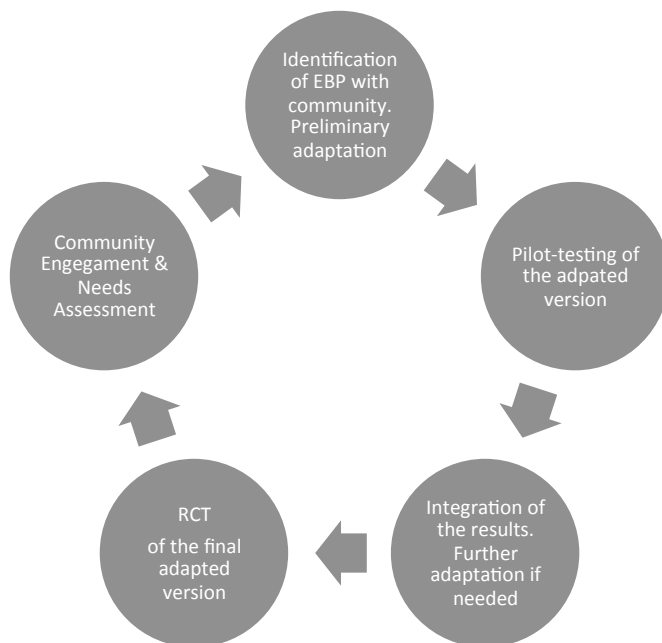 Identification
of EBP with
community.
Preliminary
adaptation
Pilot-testing of
the adpated
version
Integration of
the results.
Further
adaptation if
needed
RCT
of the final
adapted
version
Community
Engegament &
Needs
Assessment